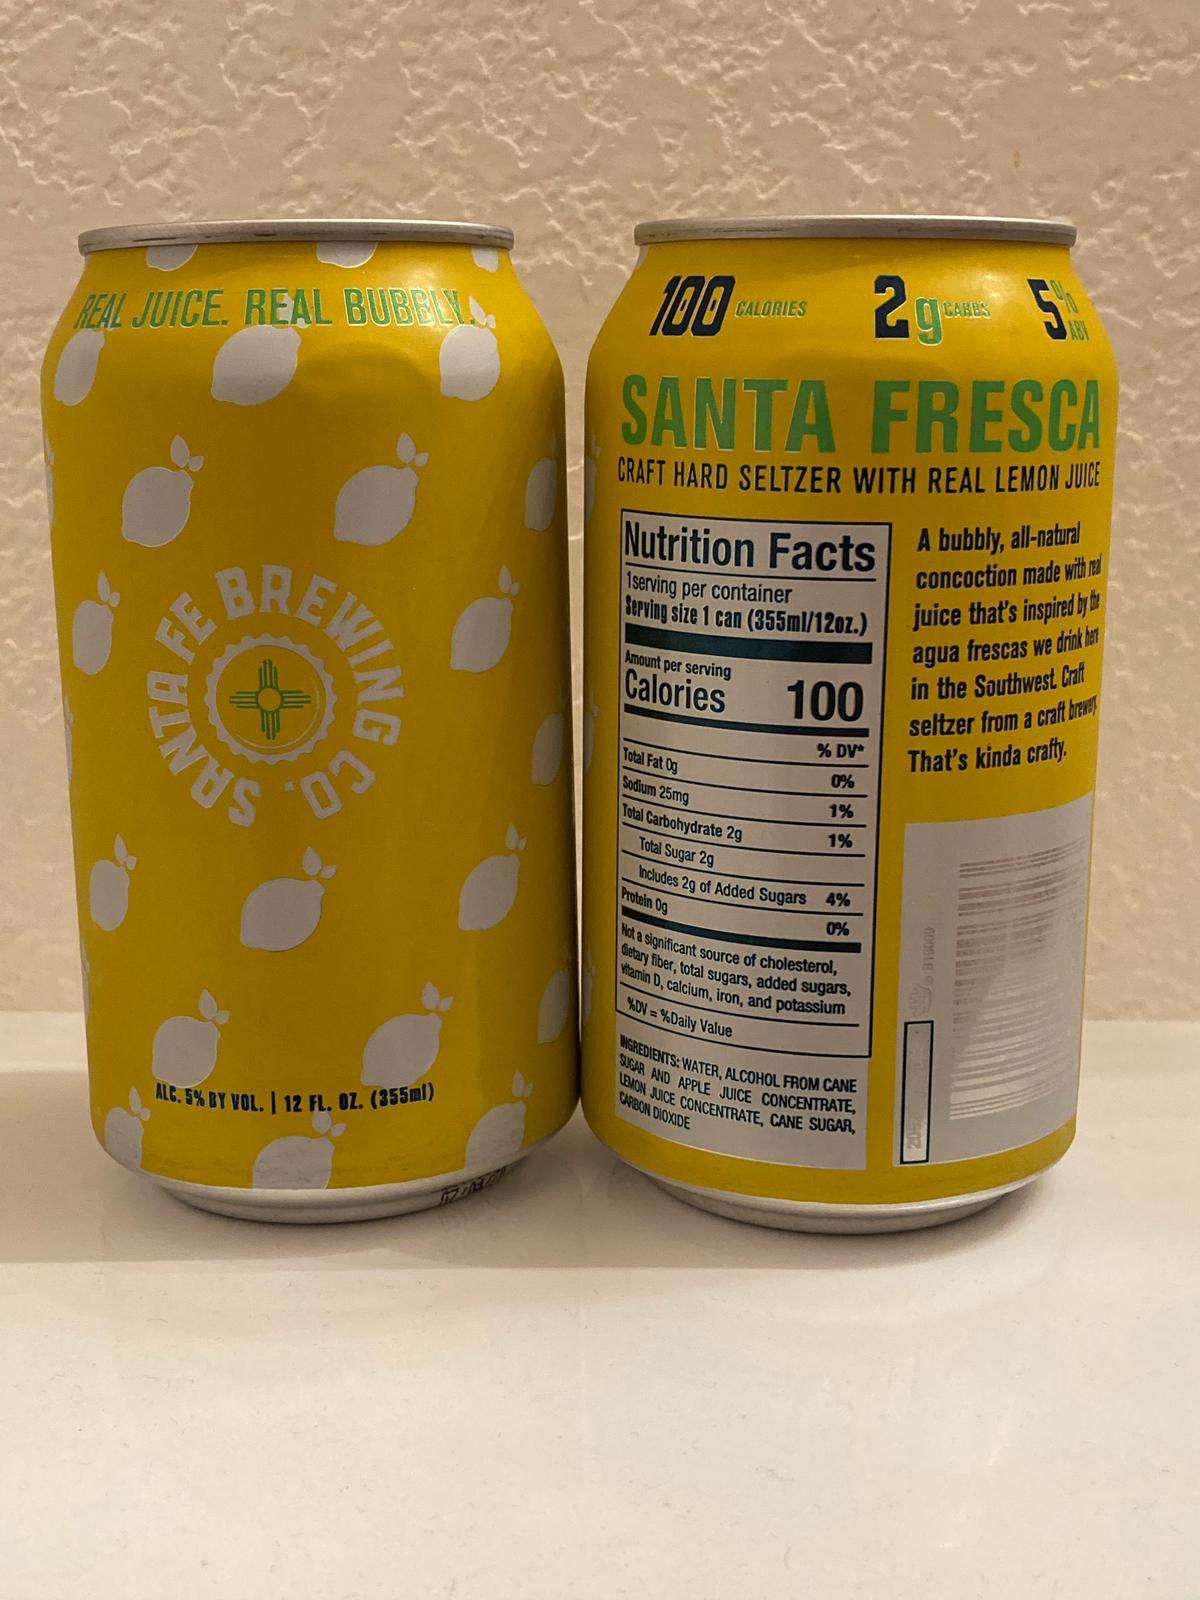 REAL JUICE. REAL BUBBLY.
SANTA FE BREWING CO.
ALC. 5% BY VOL. | 12 FL. OZ. (355ml)
100 CALORIES 2g CARBS 5% ABV
SANTA FRESCA
CRAFT HARD SELTZER WITH REAL LEMON JUICE
Nutrition Facts
1serving per container
Serving size 1 can (355ml/12oz.)
Amount per serving
Calories 100
% DV*
Total Fat 0g 0%
Sodium 25mg 1%
Total Carbohydrate 2g 1%
Total Sugar 2g
Includes 2g of Added Sugars 4%
Protein 0g 0%
Not a significant source of cholesterol,
dietary fiber, total sugars, added sugars,
vitamin D, calcium, iron, and potassium
%DV = %Daily Value
INGREDIENTS: WATER, ALCOHOL FROM CANE
SUGAR AND APPLE JUICE CONCENTRATE,
LEMON JUICE CONCENTRATE, CANE SUGAR,
CARBON DIOXIDE
A bubbly, all-natural
concoction made with real
juice that's inspired by the
agua frescas we drink here
in the Southwest. Craft
seltzer from a craft brewery.
That's kinda crafty.